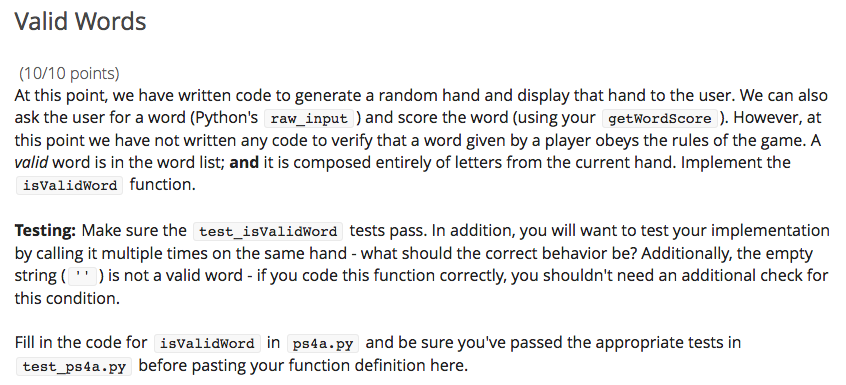 Valid Words
(10/10 points)
At this point, we have written code to generate a random hand and display that hand to the user. We can also
ask the user for a word (Python's raw_input ) and score the word (using your getWordScore ). However, at
this point we have not written any code to verify that a word given by a player obeys the rules of the game. A
valid word is in the word list; and it is composed entirely of letters from the current hand. Implement the
isValidWord function.
Testing: Make sure the test_isValidWord tests pass. In addition, you will want to test your implementation
by calling it multiple times on the same hand - what should the correct behavior be? Additionally, the empty
string ( '' ) is not a valid word - if you code this function correctly, you shouldn't need an additional check for
this condition.
Fill in the code for isValidWord in ps4a.py and be sure you've passed the appropriate tests in
test_ps4a.py before pasting your function definition here.